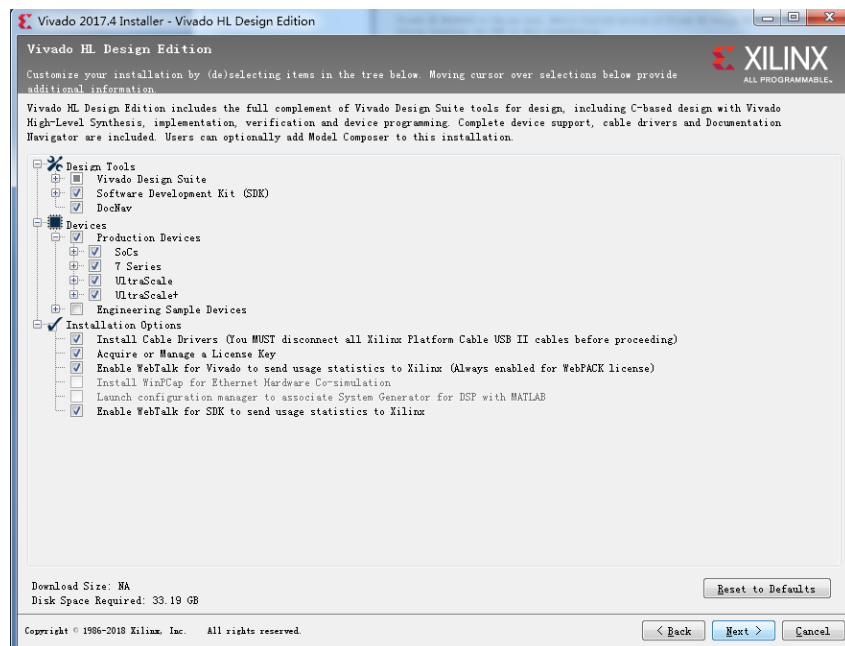 Vivado 2017.4 Installer - Vivado HL Design Edition
Vivado HL Design Edition
XILINX
ALL PROGRAMMABLE.
Customize your installation by (de)selecting items in the tree below. Moving cursor over selections below provide
additional information.
Vivado HL Design Edition includes the full complement of Vivado Design Suite tools for design, including C-based design with Vivado
High-Level Synthesis, implementation, verification and device programming. Complete device support, cable drivers and Documentation
Navigator are included. Users can optionally add Model Composer to this installation.
Design Tools
Vivado Design Suite
Software Development Kit (SDK)
DocNav
Devices
Production Devices
SoCs
7 Series
UltraScale
UltraScale+
Engineering Sample Devices
Installation Options
Install Cable Drivers (You MUST disconnect all Xilinx Platform Cable USB II cables before proceeding)
Acquire or Manage a License Key
Enable WebTalk for Vivado to send usage statistics to Xilinx (Always enabled for WebPACK license)
Install WinPCap for Ethernet Hardware Co-simulation
Launch configuration manager to associate System Generator for DSP with MATLAB
Enable WebTalk for SDK to send usage statistics to Xilinx
Download Size: NA
Disk Space Required: 33.19 GB
Reset to Defaults
Copyright © 1986-2018 Xilinx, Inc. All rights reserved.
< Back
Next >
Cancel